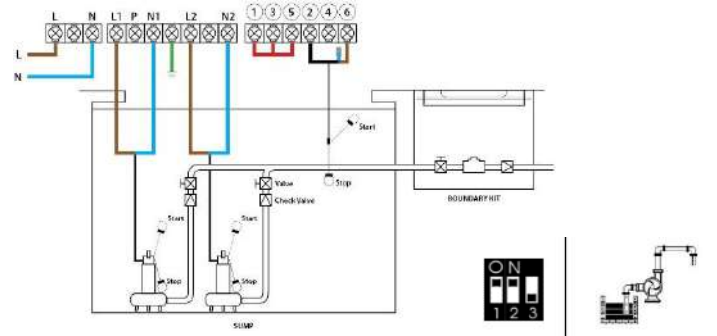 L N L1 P N1 L2 N2 1 3 5 2 4 6
L
N
Start
Stop
Valve
Check Valve
BOUNDARY KIT
Start
Start
Stop
Stop
SUMP
ON
1 2 3